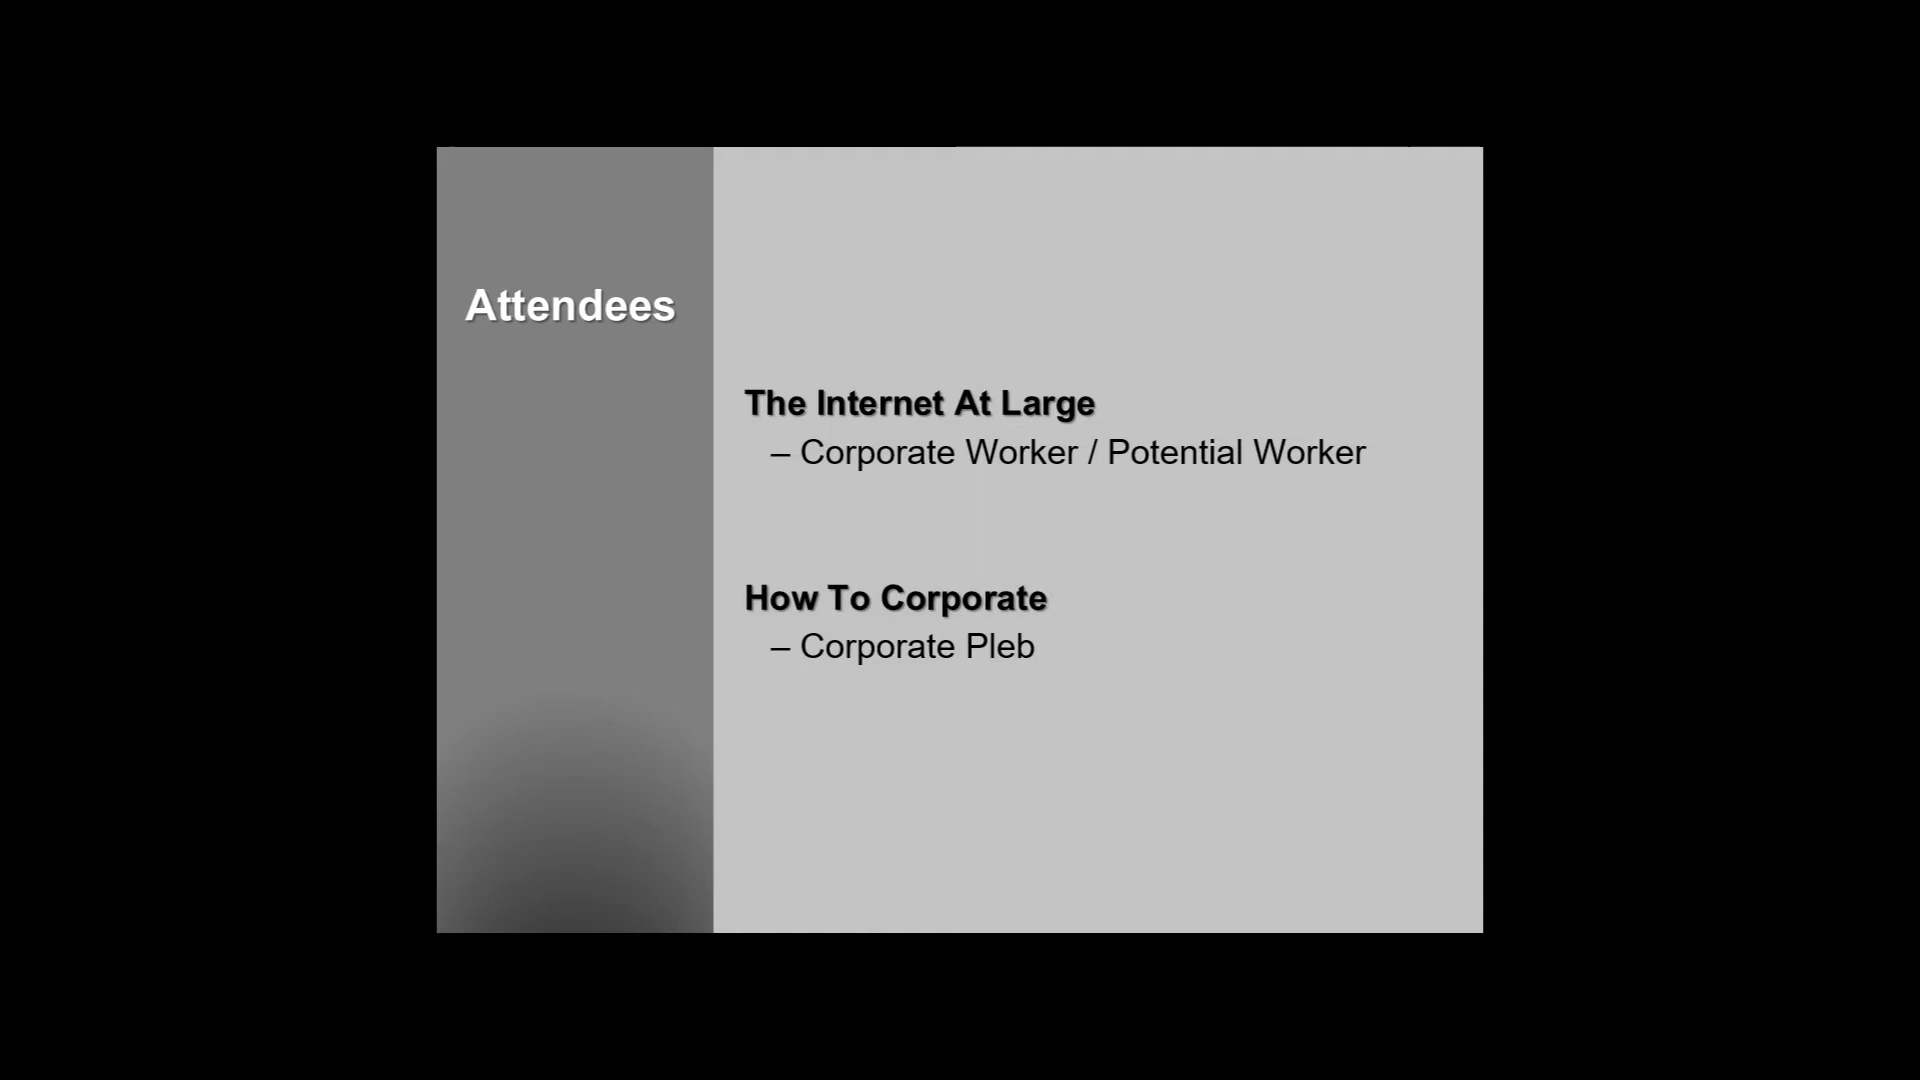 Attendees
The Internet At Large
– Corporate Worker / Potential Worker
How To Corporate
– Corporate Pleb